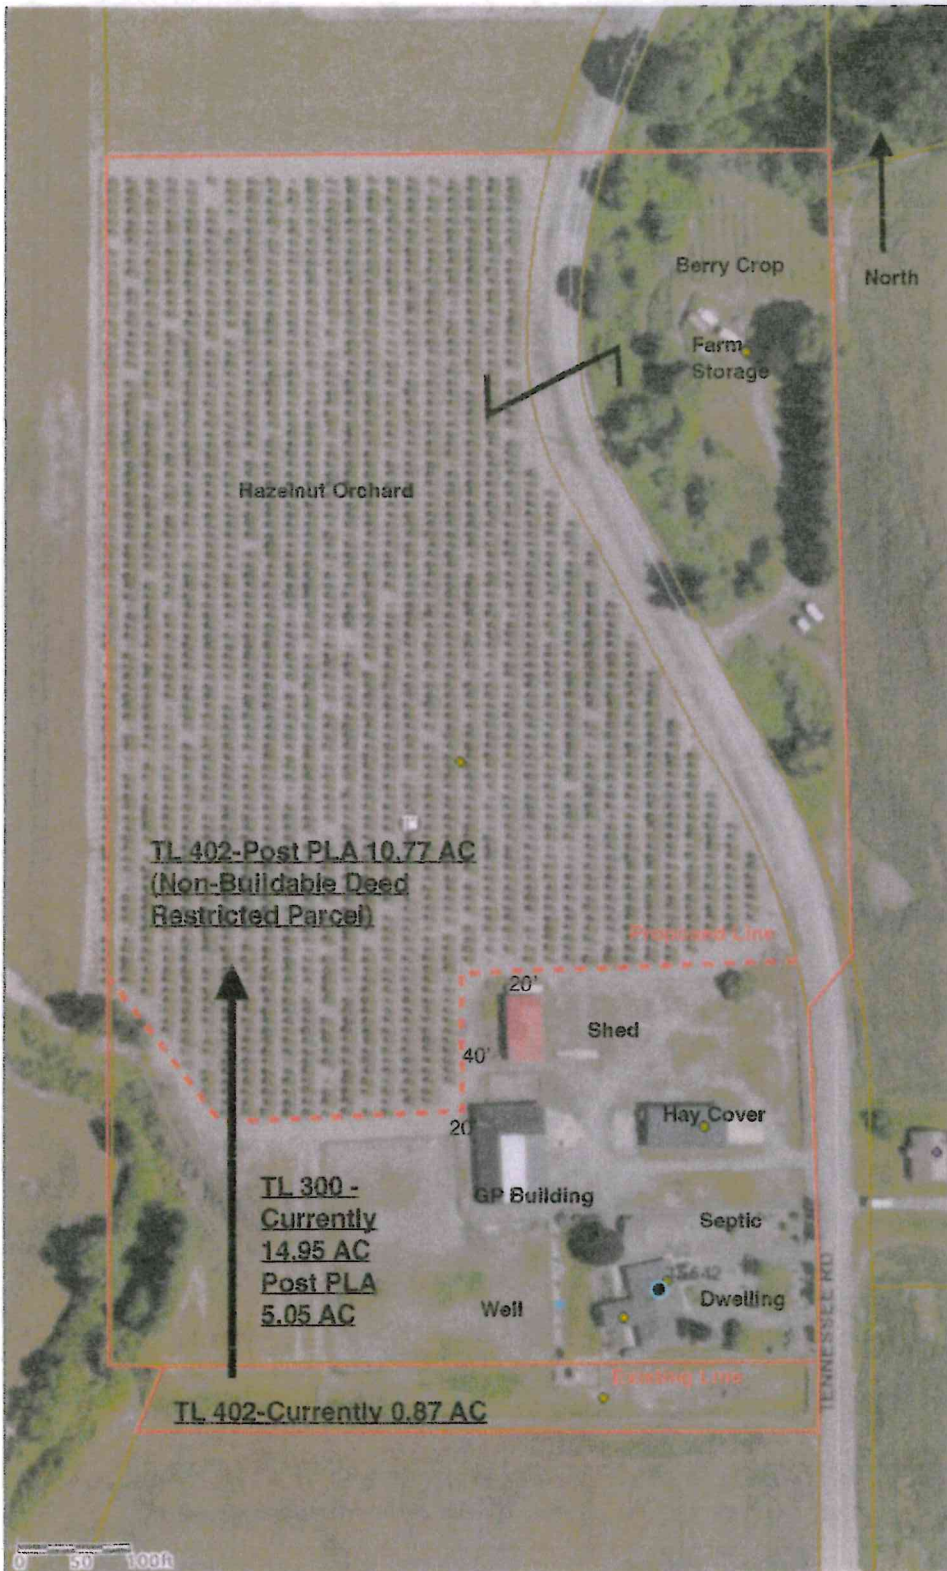 Berry Crop
North
Farm
Storage
Hazelnut Orchard
TL 402-Post PLA 10.77 AC
(Non-Buildable Deed
Restricted Parcel)
Proposed Line
20'
Shed
40'
Hay Cover
20'
GP Building
TL 300 -
Currently
14.95 AC
Post PLA
5.05 AC
Septic
Well
Dwelling
TENNESSEE RD
Existing Line
TL 402-Currently 0.87 AC
0 50 100ft